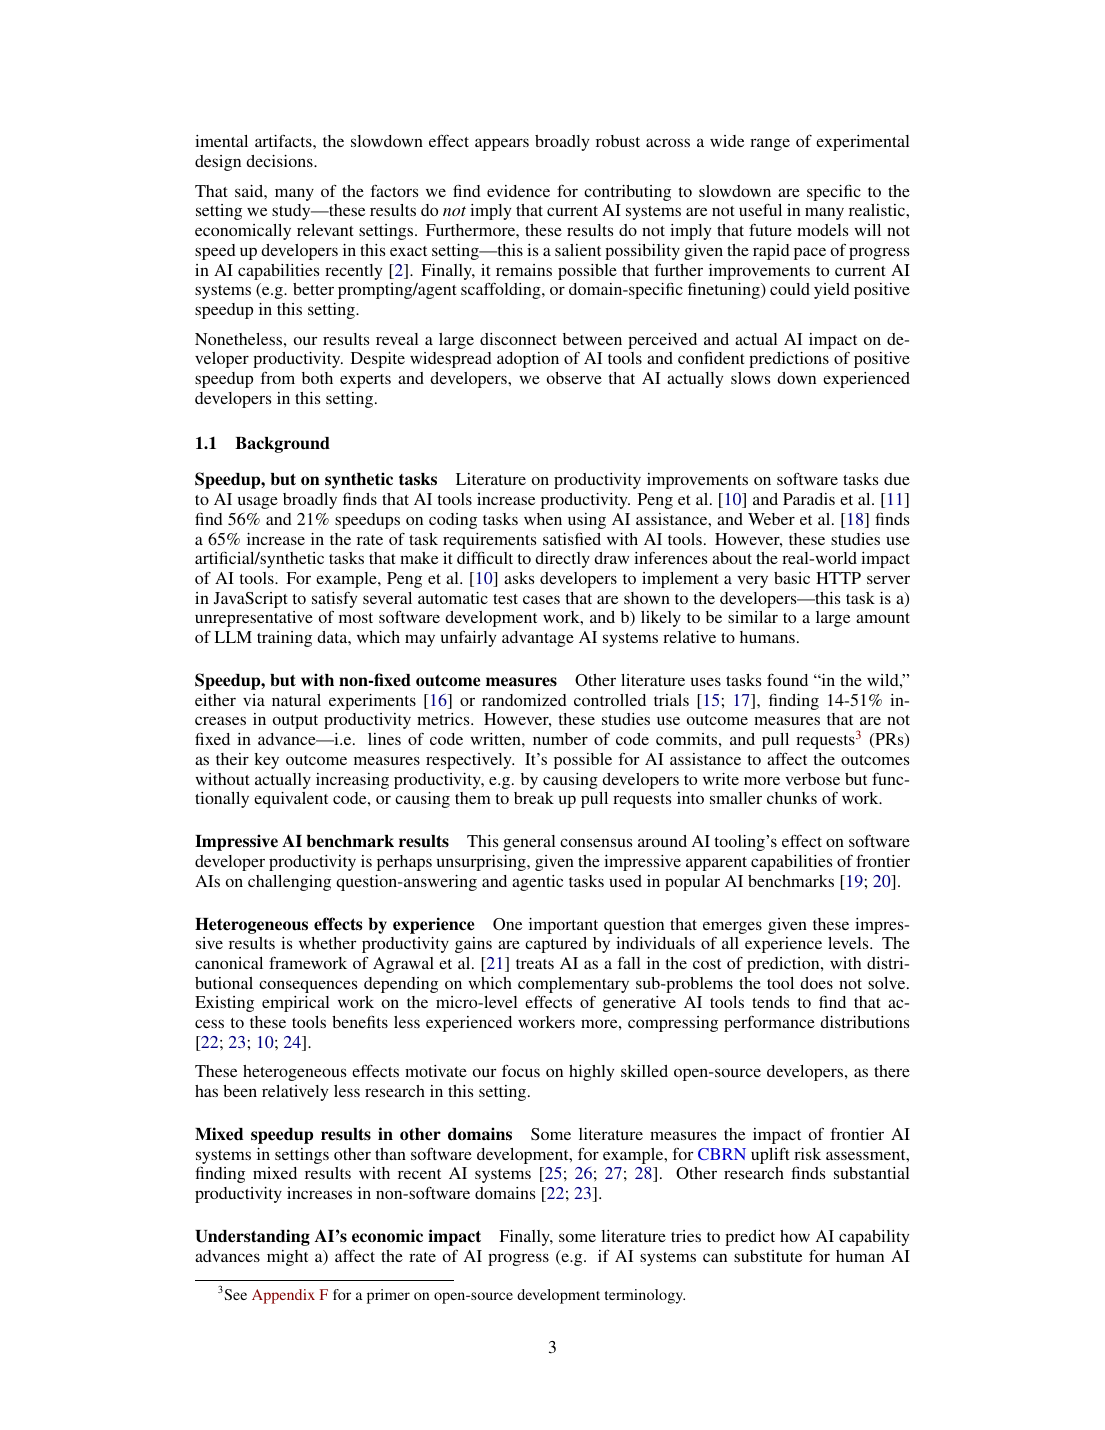 imental artifacts, the slowdown effect appears broadly robust across a wide range of experimental
design decisions.
That said, many of the factors we find evidence for contributing to slowdown are specific to the
setting we study—these results do not imply that current AI systems are not useful in many realistic,
economically relevant settings. Furthermore, these results do not imply that future models will not
speed up developers in this exact setting—this is a salient possibility given the rapid pace of progress
in AI capabilities recently [2]. Finally, it remains possible that further improvements to current AI
systems (e.g. better prompting/agent scaffolding, or domain-specific finetuning) could yield positive
speedup in this setting.
Nonetheless, our results reveal a large disconnect between perceived and actual AI impact on de-
veloper productivity. Despite widespread adoption of AI tools and confident predictions of positive
speedup from both experts and developers, we observe that AI actually slows down experienced
developers in this setting.
1.1 Background
Speedup, but on synthetic tasks Literature on productivity improvements on software tasks due
to AI usage broadly finds that AI tools increase productivity. Peng et al. [10] and Paradis et al. [11]
find 56% and 21% speedups on coding tasks when using AI assistance, and Weber et al. [18] finds
a 65% increase in the rate of task requirements satisfied with AI tools. However, these studies use
artificial/synthetic tasks that make it difficult to directly draw inferences about the real-world impact
of AI tools. For example, Peng et al. [10] asks developers to implement a very basic HTTP server
in JavaScript to satisfy several automatic test cases that are shown to the developers—this task is a)
unrepresentative of most software development work, and b) likely to be similar to a large amount
of LLM training data, which may unfairly advantage AI systems relative to humans.
Speedup, but with non-fixed outcome measures Other literature uses tasks found “in the wild,”
either via natural experiments [16] or randomized controlled trials [15; 17], finding 14-51% in-
creases in output productivity metrics. However, these studies use outcome measures that are not
fixed in advance—i.e. lines of code written, number of code commits, and pull requests3 (PRs)
as their key outcome measures respectively. It’s possible for AI assistance to affect the outcomes
without actually increasing productivity, e.g. by causing developers to write more verbose but func-
tionally equivalent code, or causing them to break up pull requests into smaller chunks of work.
Impressive AI benchmark results This general consensus around AI tooling’s effect on software
developer productivity is perhaps unsurprising, given the impressive apparent capabilities of frontier
AIs on challenging question-answering and agentic tasks used in popular AI benchmarks [19; 20].
Heterogeneous effects by experience One important question that emerges given these impres-
sive results is whether productivity gains are captured by individuals of all experience levels. The
canonical framework of Agrawal et al. [21] treats AI as a fall in the cost of prediction, with distri-
butional consequences depending on which complementary sub-problems the tool does not solve.
Existing empirical work on the micro-level effects of generative AI tools tends to find that ac-
cess to these tools benefits less experienced workers more, compressing performance distributions
[22; 23; 10; 24].
These heterogeneous effects motivate our focus on highly skilled open-source developers, as there
has been relatively less research in this setting.
Mixed speedup results in other domains Some literature measures the impact of frontier AI
systems in settings other than software development, for example, for CBRN uplift risk assessment,
finding mixed results with recent AI systems [25; 26; 27; 28]. Other research finds substantial
productivity increases in non-software domains [22; 23].
Understanding AI’s economic impact Finally, some literature tries to predict how AI capability
advances might a) affect the rate of AI progress (e.g. if AI systems can substitute for human AI
3See Appendix F for a primer on open-source development terminology.
3